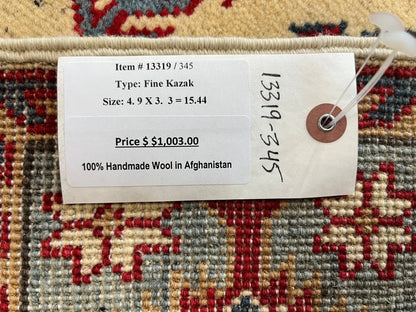 Item # 13319 / 345
Type: Fine Kazak
Size: 4. 9 X 3. 3 = 15.44
Price $ $1,003.00
100% Handmade Wool in Afghanistan
13319-345